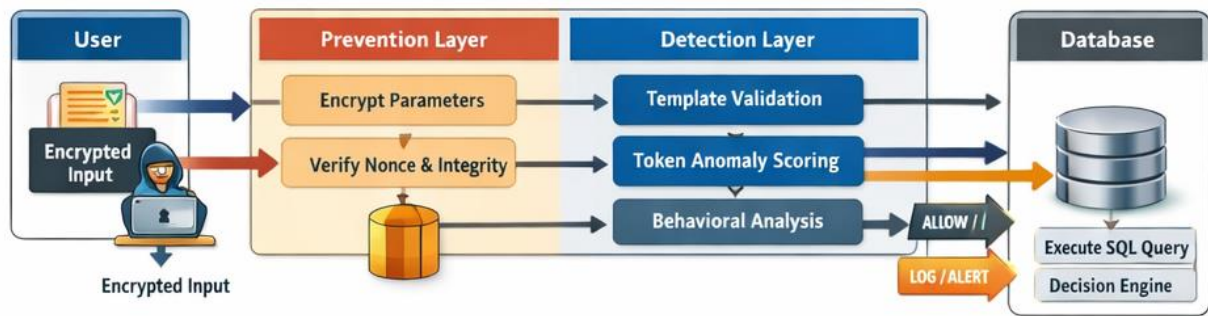 User
Prevention Layer
Detection Layer
Database
Encrypt Parameters
Template Validation
Encrypted
Input
Verify Nonce & Integrity
Token Anomaly Scoring
Behavioral Analysis
ALLOW /
Execute SQL Query
Encrypted Input
LOG / ALERT
Decision Engine